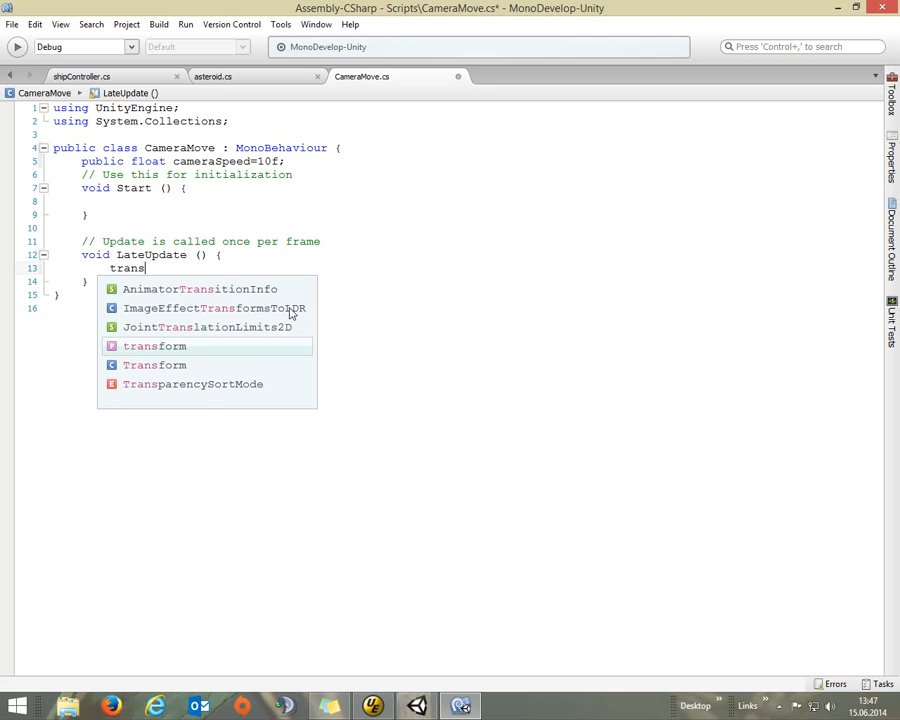 Assembly-CSharp - Scripts\CameraMove.cs* - MonoDevelop-Unity
File Edit View Search Project Build Run Version Control Tools Window Help
Debug Default MonoDevelop-Unity Press 'Control+,' to search
shipController.cs asteroid.cs CameraMove.cs
CameraMove LateUpdate ()
1 using UnityEngine;
2 using System.Collections;
3
4 public class CameraMove : MonoBehaviour {
5 public float cameraSpeed=10f;
6 // Use this for initialization
7 void Start () {
8
9 }
10
11 // Update is called once per frame
12 void LateUpdate () {
13 trans
14 }
15 }
16
S AnimatorTransitionInfo
C ImageEffectTransformsToLDR
S JointTranslationLimits2D
P transform
C Transform
E TransparencySortMode
Toolbox
Properties
Document Outline
Unit Tests
Errors Tasks
Desktop Links 13:47
15.06.2014